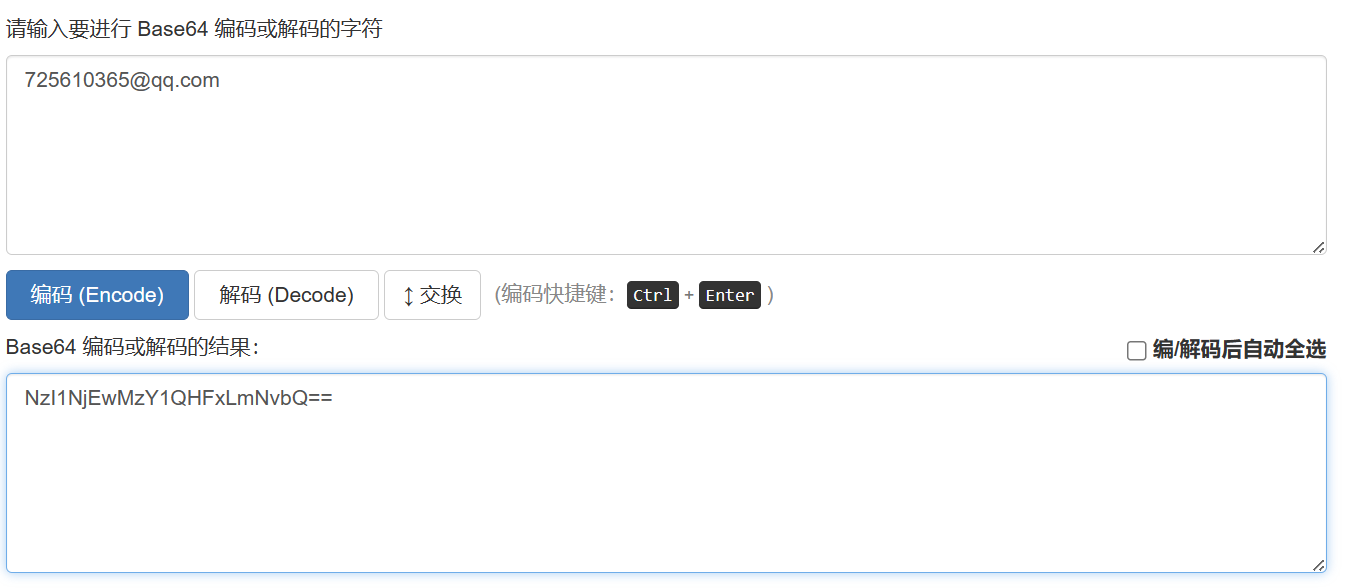 请输入要进行 Base64 编码或解码的字符
725610365@qq.com
编码 (Encode) 解码 (Decode) ↕ 交换 (编码快捷键： Ctrl + Enter )
Base64 编码或解码的结果： 编/解码后自动全选
NzI1NjEwMzY1QHFxLmNvbQ==